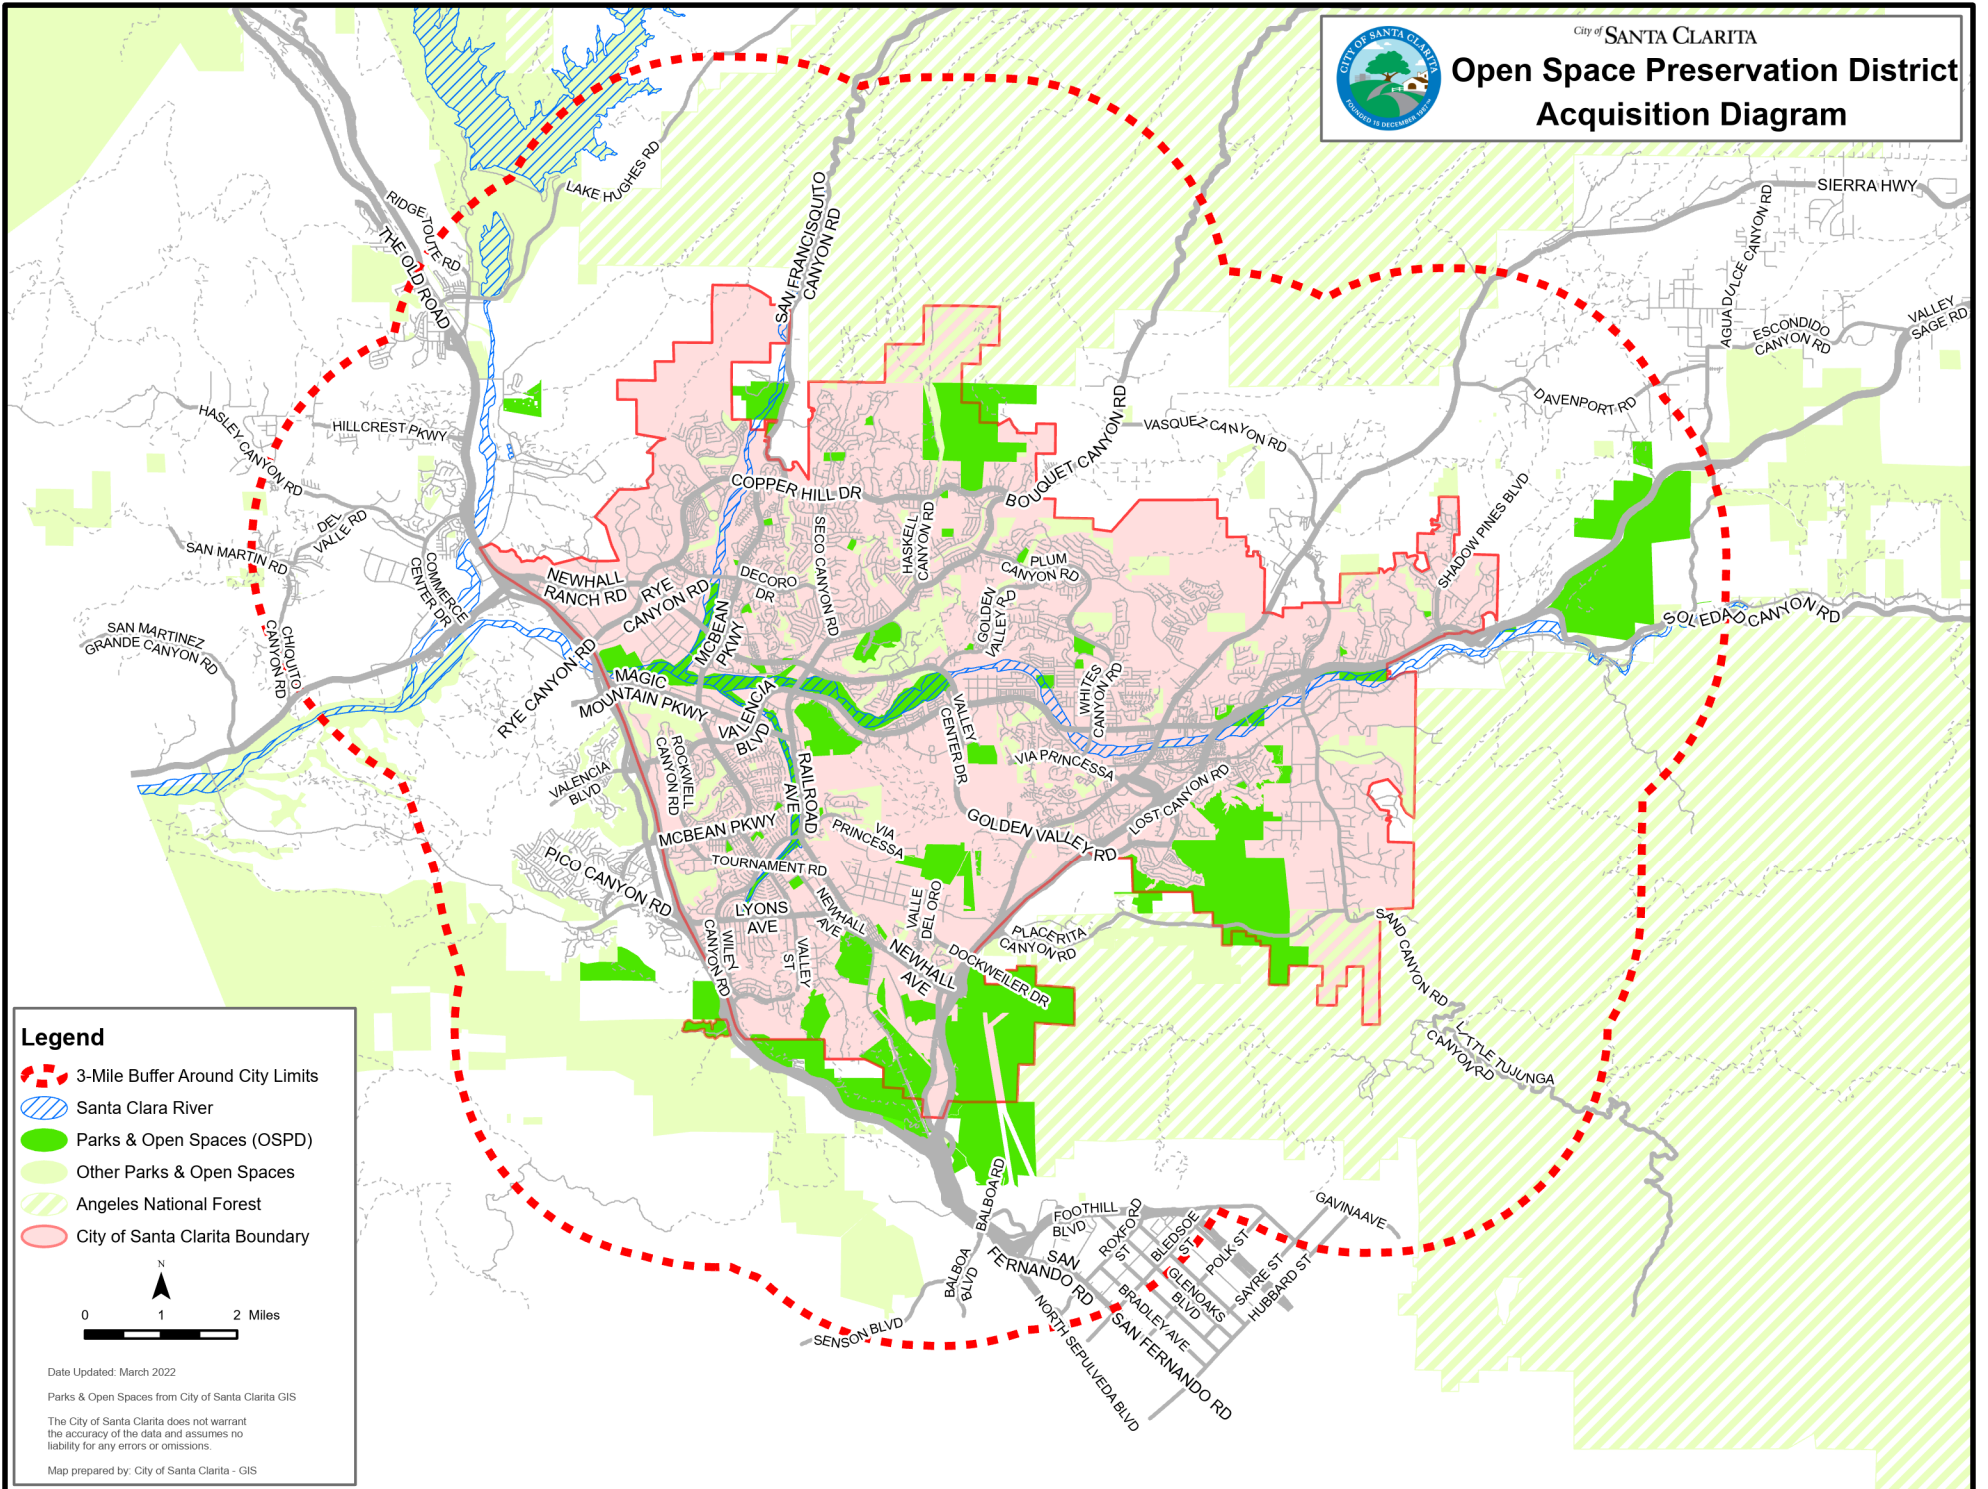 City of SANTA CLARITA
Open Space Preservation District
Acquisition Diagram
CITY OF SANTA CLARITA
FOUNDED 15 DECEMBER 1987
LAKE HUGHES RD
RIDGE ROUTE RD
THE OLD ROAD
SAN FRANCISQUITO
CANYON RD
SIERRA HWY
AGUA DULCE CANYON RD
ESCONDIDO
CANYON RD
VALLEY
SAGE RD
DAVENPORT RD
VASQUEZ CANYON RD
BOUQUET CANYON RD
HASLEY CANYON RD
HILLCREST PKWY
COPPER HILL DR
SHADOW PINES BLVD
DEL
VALLE RD
SAN MARTIN RD
COMMERCE
CENTER DR
NEWHALL
RANCH RD
RYE
CANYON RD
DECORO
DR
SECO CANYON RD
HASKELL
CANYON RD
PLUM
CANYON RD
GOLDEN
VALLEY RD
SOLEDAD CANYON RD
SAN MARTINEZ
GRANDE CANYON RD
CHIQUITO
CANYON RD
MCBEAN
PKWY
RYE CANYON RD
MAGIC
MOUNTAIN PKWY
VALENCIA
BLVD
WHITES
CANYON RD
VALLEY
CENTER DR
VIA PRINCESSA
ROCKWELL
CANYON RD
RAILROAD
AVE
VALENCIA
BLVD
LOST CANYON RD
GOLDEN VALLEY RD
MCBEAN PKWY
VIA
PRINCESSA
TOURNAMENT RD
PICO CANYON RD
LYONS
AVE
NEWHALL
AVE
VALLE
DEL ORO
WILEY
CANYON RD
VALLEY
ST
NEWHALL
AVE
DOCKWEILER DR
PLACERITA
CANYON RD
SAND CANYON RD
LITTLE TUJUNGA
CANYON RD
BALBOA RD
FOOTHILL
BLVD
ROXFORD
ST
BLEDSOE
ST
POLK ST
GAVINA AVE
SAYRE ST
HUBBARD ST
GLENOAKS
BLVD
BRADLEY AVE
SAN
FERNANDO RD
BALBOA
BLVD
SENSON BLVD
NORTH SEPULVEDA BLVD
SAN FERNANDO RD
Legend
3-Mile Buffer Around City Limits
Santa Clara River
Parks & Open Spaces (OSPD)
Other Parks & Open Spaces
Angeles National Forest
City of Santa Clarita Boundary
N
0 1 2 Miles
Date Updated: March 2022
Parks & Open Spaces from City of Santa Clarita GIS
The City of Santa Clarita does not warrant
the accuracy of the data and assumes no
liability for any errors or omissions.
Map prepared by: City of Santa Clarita - GIS